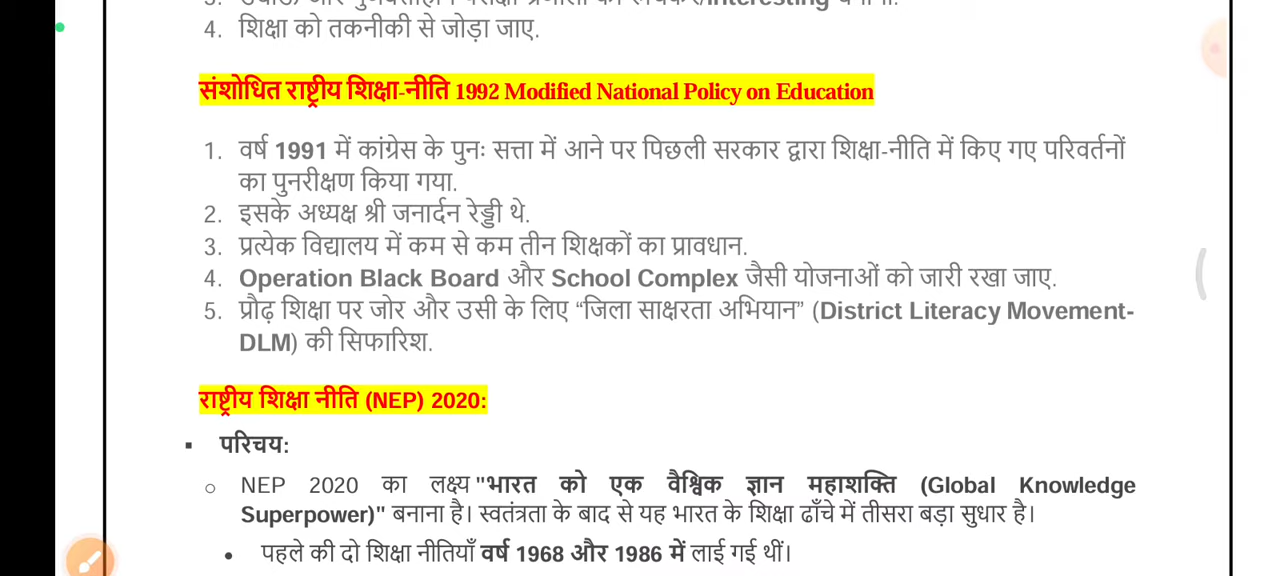 interesting
4. शिक्षा को तकनीकी से जोड़ा जाए.
संशोधित राष्ट्रीय शिक्षा-नीति 1992 Modified National Policy on Education
1. वर्ष 1991 में कांग्रेस के पुनः सत्ता में आने पर पिछली सरकार द्वारा शिक्षा-नीति में किए गए परिवर्तनों
का पुनरीक्षण किया गया.
2. इसके अध्यक्ष श्री जनार्दन रेड्डी थे.
3. प्रत्येक विद्यालय में कम से कम तीन शिक्षकों का प्रावधान.
4. Operation Black Board और School Complex जैसी योजनाओं को जारी रखा जाए.
5. प्रौढ़ शिक्षा पर जोर और उसी के लिए “जिला साक्षरता अभियान” (District Literacy Movement-
DLM) की सिफारिश.
राष्ट्रीय शिक्षा नीति (NEP) 2020:
▪ परिचय:
o NEP 2020 का लक्ष्य "भारत को एक वैश्विक ज्ञान महाशक्ति (Global Knowledge
Superpower)" बनाना है। स्वतंत्रता के बाद से यह भारत के शिक्षा ढाँचे में तीसरा बड़ा सुधार है।
• पहले की दो शिक्षा नीतियाँ वर्ष 1968 और 1986 में लाई गई थीं।